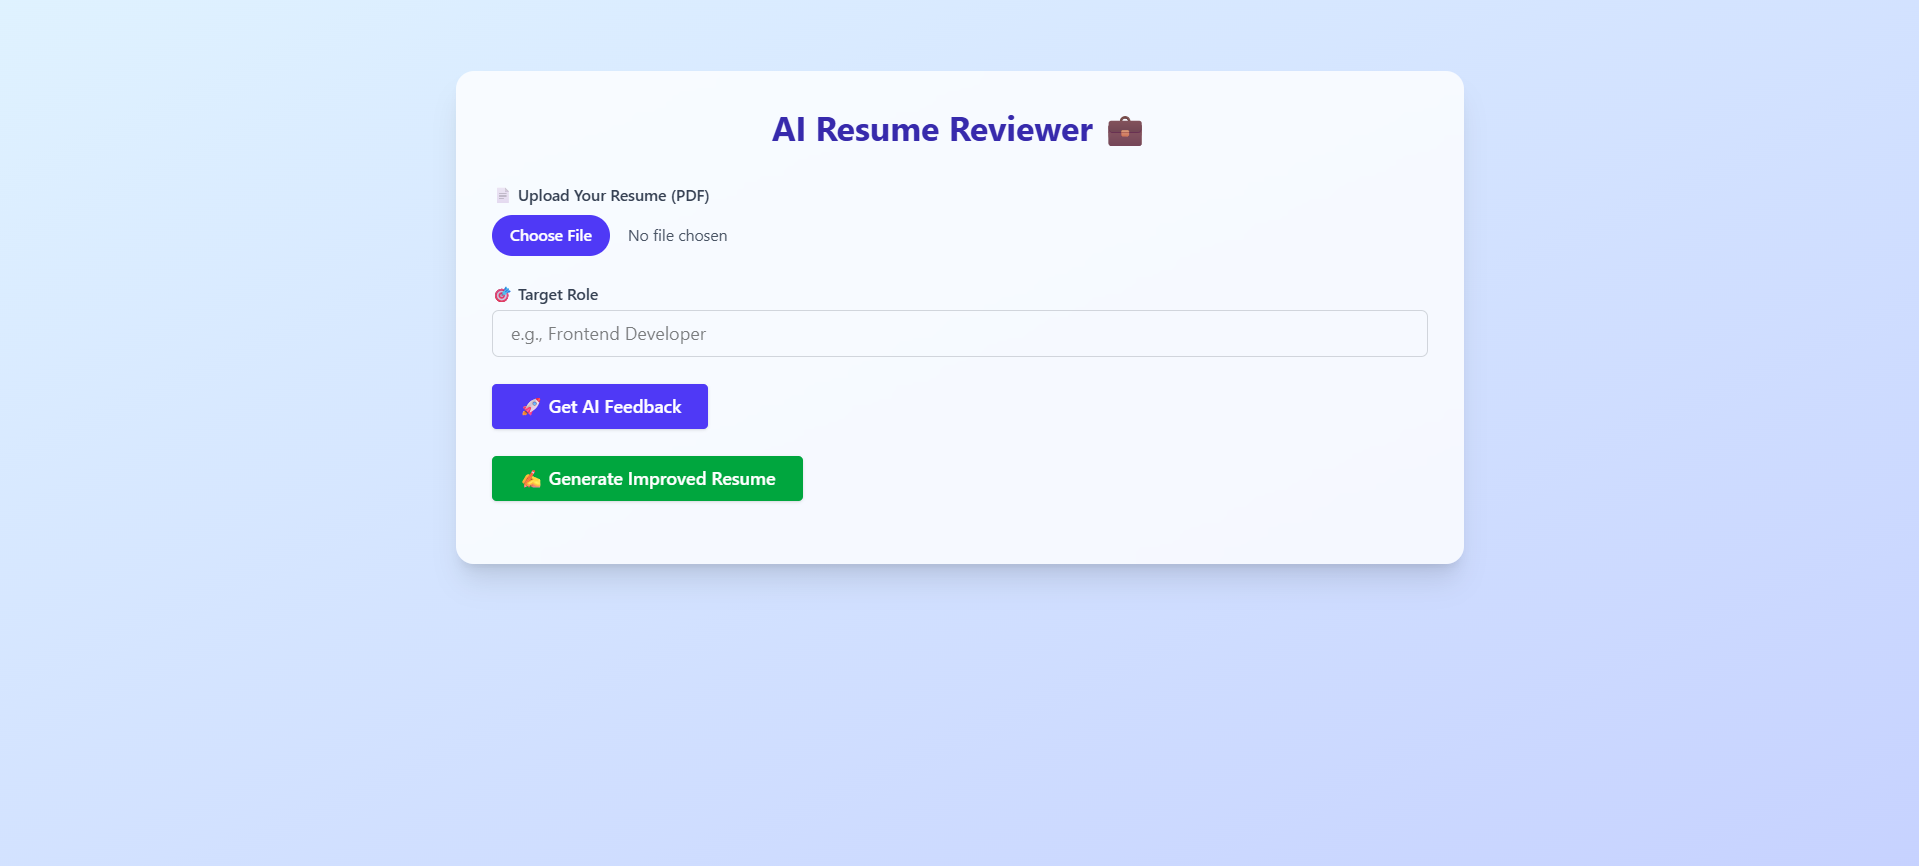 AI Resume Reviewer 💼
📄 Upload Your Resume (PDF)
Choose File No file chosen
🎯 Target Role
e.g., Frontend Developer
🚀 Get AI Feedback
✍️ Generate Improved Resume